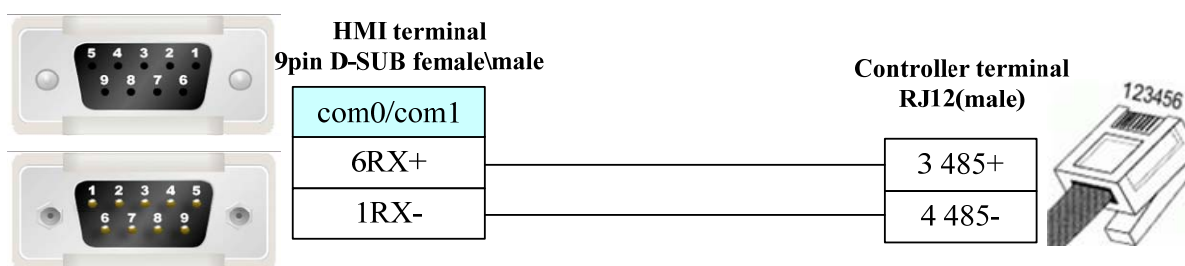 5 4 3 2 1
9 8 7 6
1 2 3 4 5
6 7 8 9
HMI terminal
9pin D-SUB female\male
com0/com1
6RX+
1RX-
Controller terminal
RJ12(male)
3 485+
4 485-
123456